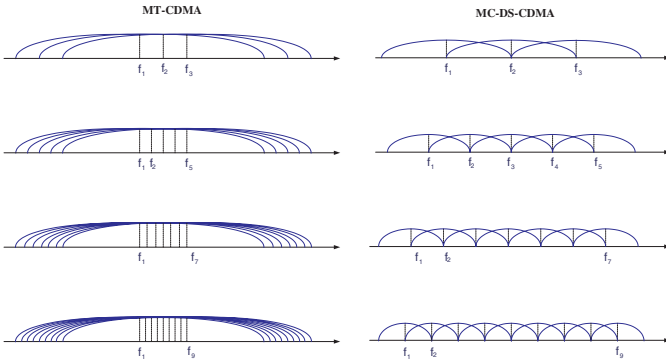 MT-CDMA
MC-DS-CDMA
f1 f2 f3
f1 f2 f3
f1 f2 f5
f1 f2 f3 f4 f5
f1 f7
f1 f2 f7
f1 f9
f1 f2 f9